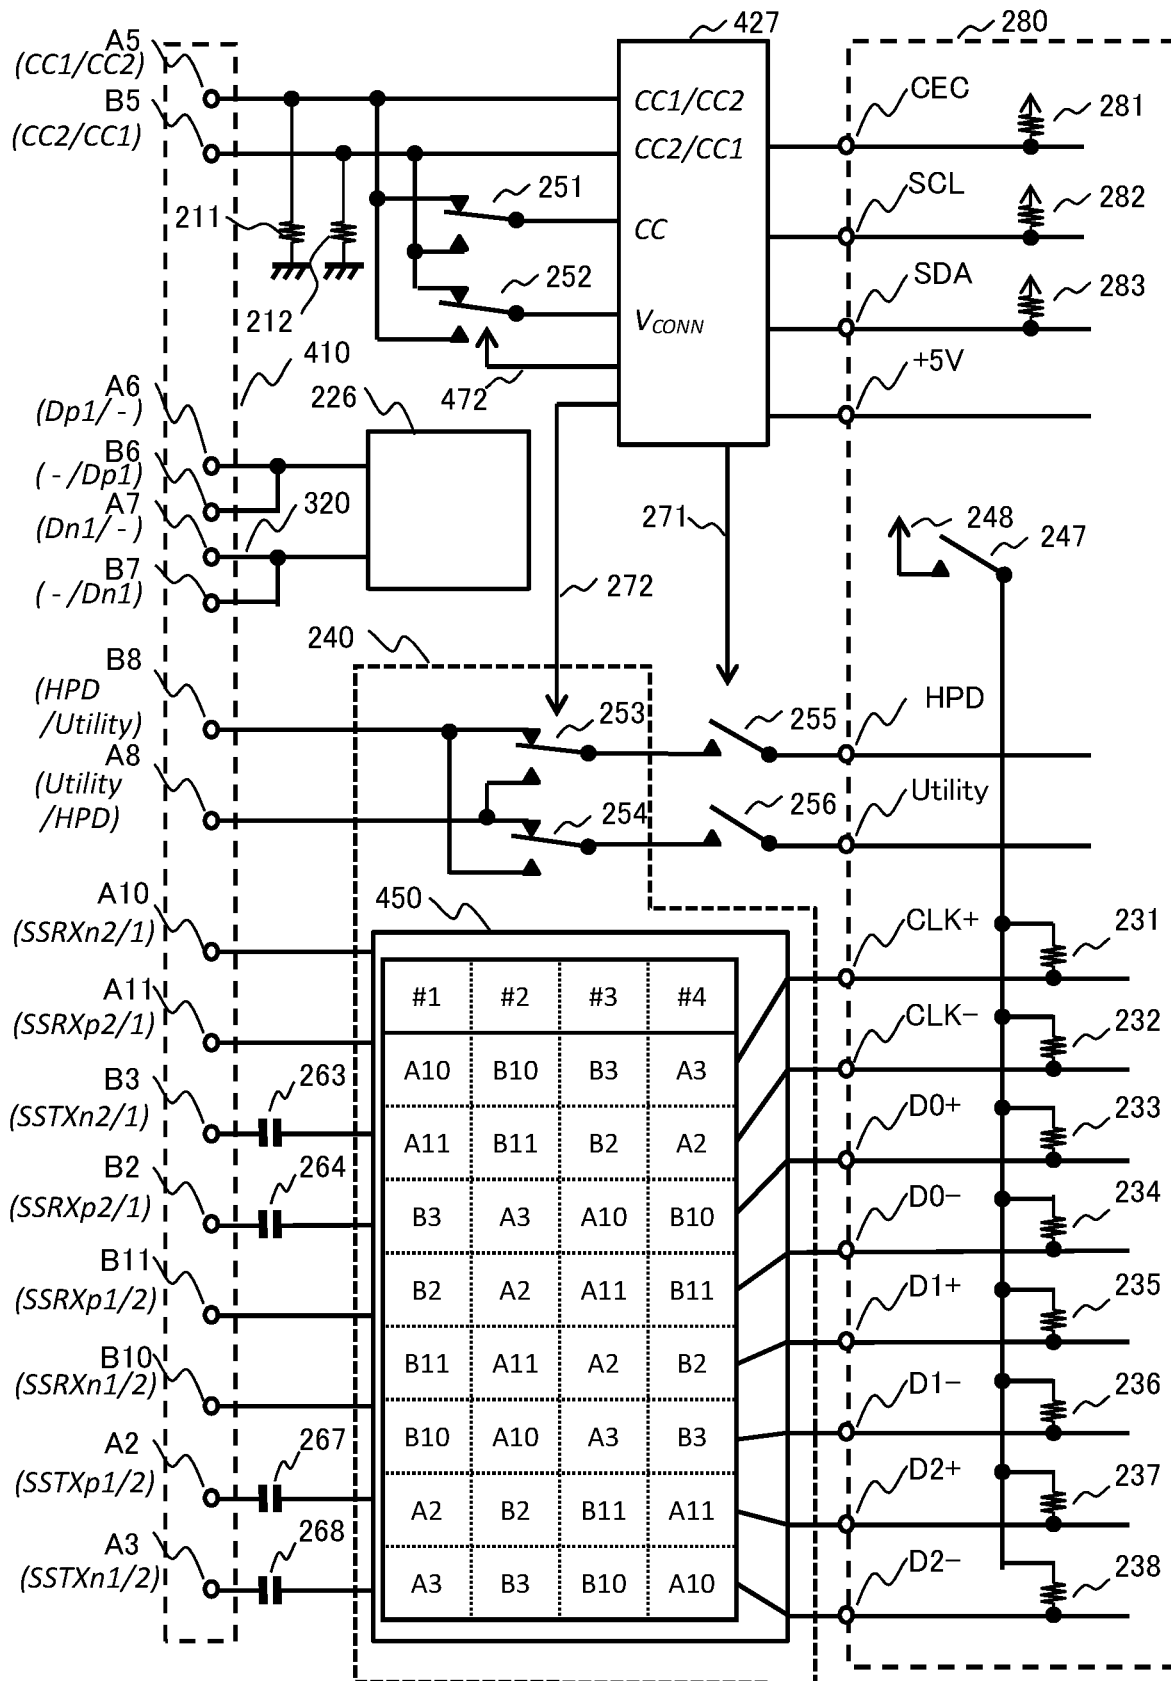 A5
(CC1/CC2)
B5
(CC2/CC1)
427
280
CC1/CC2
CC2/CC1
CC
VCONN
CEC
281
SCL
282
SDA
283
+5V
251
252
211
212
472
410
226
A6
(Dp1/-)
B6
(-/Dp1)
A7
(Dn1/-)
B7
(-/Dn1)
320
271
272
248
247
240
B8
(HPD
/Utility)
A8
(Utility
/HPD)
253
254
255
256
HPD
Utility
450
A10
(SSRXn2/1)
A11
(SSRXp2/1)
B3
(SSTXn2/1)
263
B2
(SSRXp2/1)
264
B11
(SSRXp1/2)
B10
(SSRXn1/2)
A2
(SSTXp1/2)
267
A3
(SSTXn1/2)
268
#1 #2 #3 #4
A10 B10 B3 A3
A11 B11 B2 A2
B3 A3 A10 B10
B2 A2 A11 B11
B11 A11 A2 B2
B10 A10 A3 B3
A2 B2 B11 A11
A3 B3 B10 A10
CLK+
231
CLK−
232
D0+
233
D0−
234
D1+
235
D1−
236
D2+
237
D2−
238